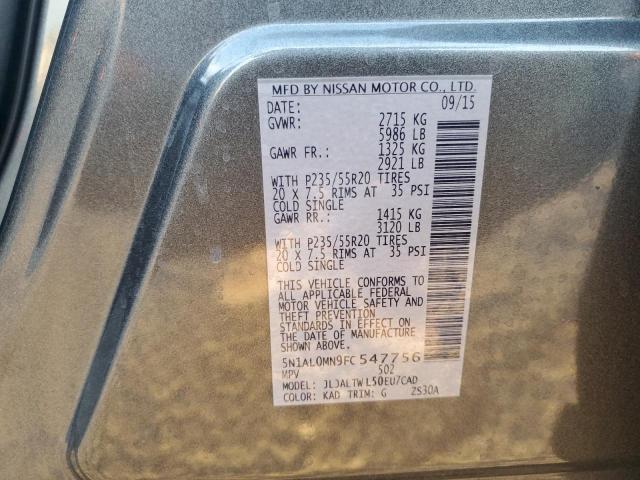 MFD BY NISSAN MOTOR CO., LTD.
DATE: 09/15
GVWR: 2715 KG
5986 LB
GAWR FR.: 1325 KG
2921 LB
WITH P235/55R20 TIRES
20 X 7.5 RIMS AT 35 PSI
COLD SINGLE
GAWR RR.: 1415 KG
3120 LB
WITH P235/55R20 TIRES
20 X 7.5 RIMS AT 35 PSI
COLD SINGLE
THIS VEHICLE CONFORMS TO
ALL APPLICABLE FEDERAL
MOTOR VEHICLE SAFETY AND
THEFT PREVENTION
STANDARDS IN EFFECT ON
THE DATE OF MANUFACTURE
SHOWN ABOVE.
5N1AL0MN9FC547756
MPV 502
MODEL: JLJALTWL50EU7CAD
COLOR: KAD TRIM: G ZS30A